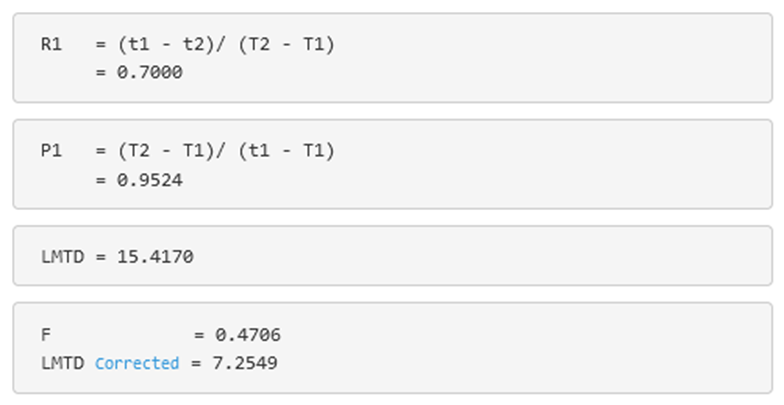 R1   = (t1 - t2)/ (T2 - T1)
     = 0.7000
P1   = (T2 - T1)/ (t1 - T1)
     = 0.9524
LMTD = 15.4170
F              = 0.4706
LMTD Corrected = 7.2549